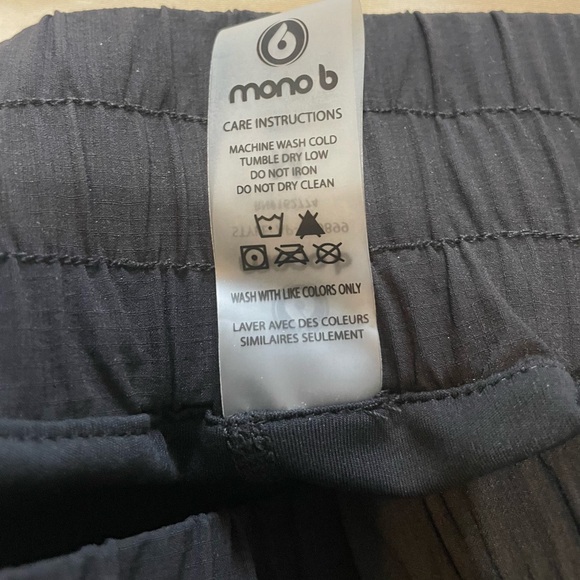 mono b
CARE INSTRUCTIONS
MACHINE WASH COLD
TUMBLE DRY LOW
DO NOT IRON
DO NOT DRY CLEAN
WASH WITH LIKE COLORS ONLY
LAVER AVEC DES COULEURS
SIMILAIRES SEULEMENT